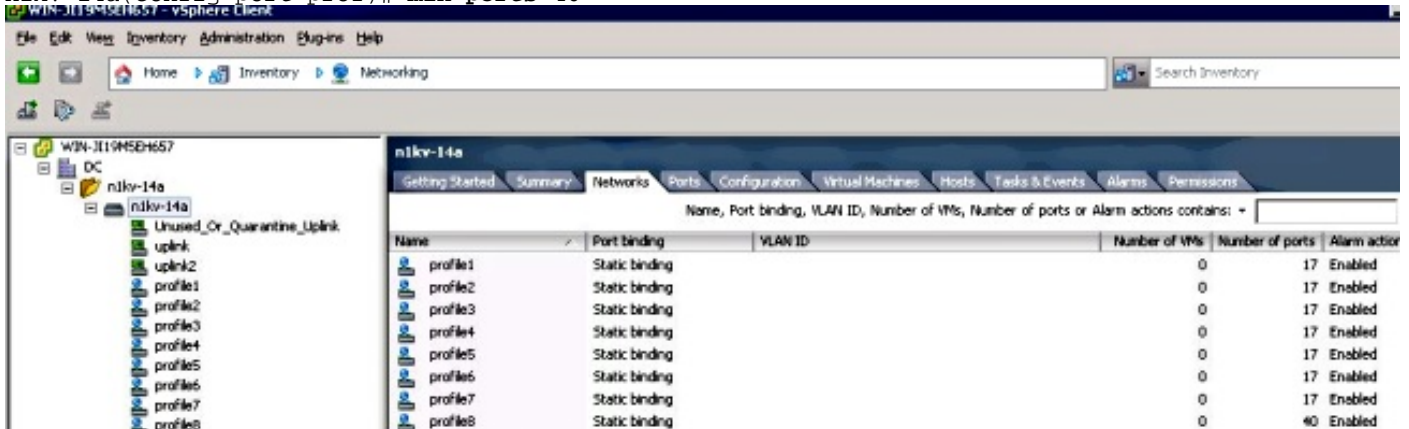 WIN-JI19M5EH657 - vSphere Client
File Edit View Inventory Administration Plug-ins Help
Home Inventory Networking
Search Inventory
WIN-JI19M5EH657
DC
n1kv-14a
n1kv-14a
Unused_Or_Quarantine_Uplink
uplink
uplink2
profile1
profile2
profile3
profile4
profile5
profile6
profile7
profile8
n1kv-14a
Getting Started Summary Networks Ports Configuration Virtual Machines Hosts Tasks & Events Alarms Permissions
Name, Port binding, VLAN ID, Number of VMs, Number of ports or Alarm actions contains:
Name Port binding VLAN ID Number of VMs Number of ports Alarm action
profile1 Static binding 0 17 Enabled
profile2 Static binding 0 17 Enabled
profile3 Static binding 0 17 Enabled
profile4 Static binding 0 17 Enabled
profile5 Static binding 0 17 Enabled
profile6 Static binding 0 17 Enabled
profile7 Static binding 0 17 Enabled
profile8 Static binding 0 40 Enabled